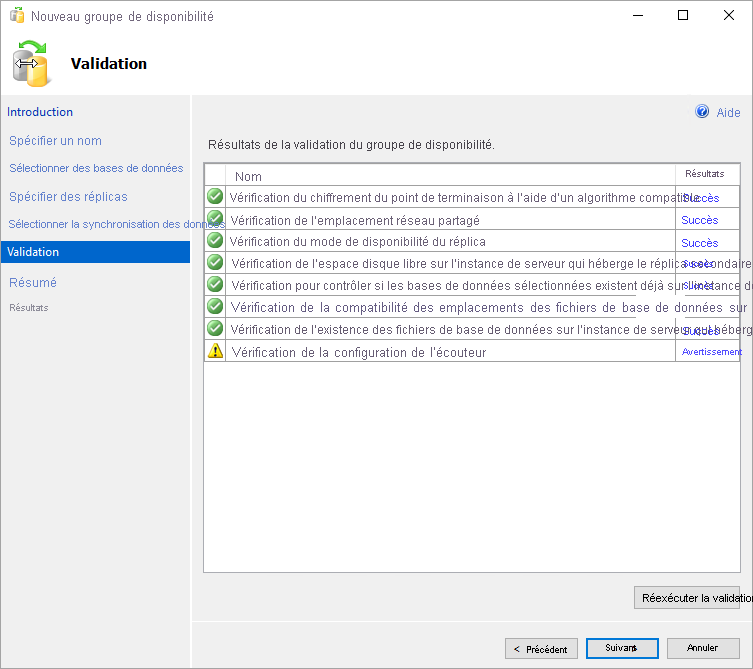 Nouveau groupe de disponibilité
Validation
Introduction
Aide
Spécifier un nom
Résultats de la validation du groupe de disponibilité.
Sélectionner des bases de données
Spécifier des réplicas
Sélectionner la synchronisation des données
Validation
Résumé
Résultats
Nom Résultats
Vérification du chiffrement du point de terminaison à l'aide d'un algorithme compatible Succès
Vérification de l'emplacement réseau partagé Succès
Vérification du mode de disponibilité du réplica Succès
Vérification de l'espace disque libre sur l'instance de serveur qui héberge le réplica secondaire Succès
Vérification pour contrôler si les bases de données sélectionnées existent déjà sur l'instance de Succès
Vérification de la compatibilité des emplacements des fichiers de base de données sur
Vérification de l'existence des fichiers de base de données sur l'instance de serveur qui héberg Succès
Vérification de la configuration de l'écouteur Avertissement
Réexécuter la validation
< Précédent Suivant Annuler